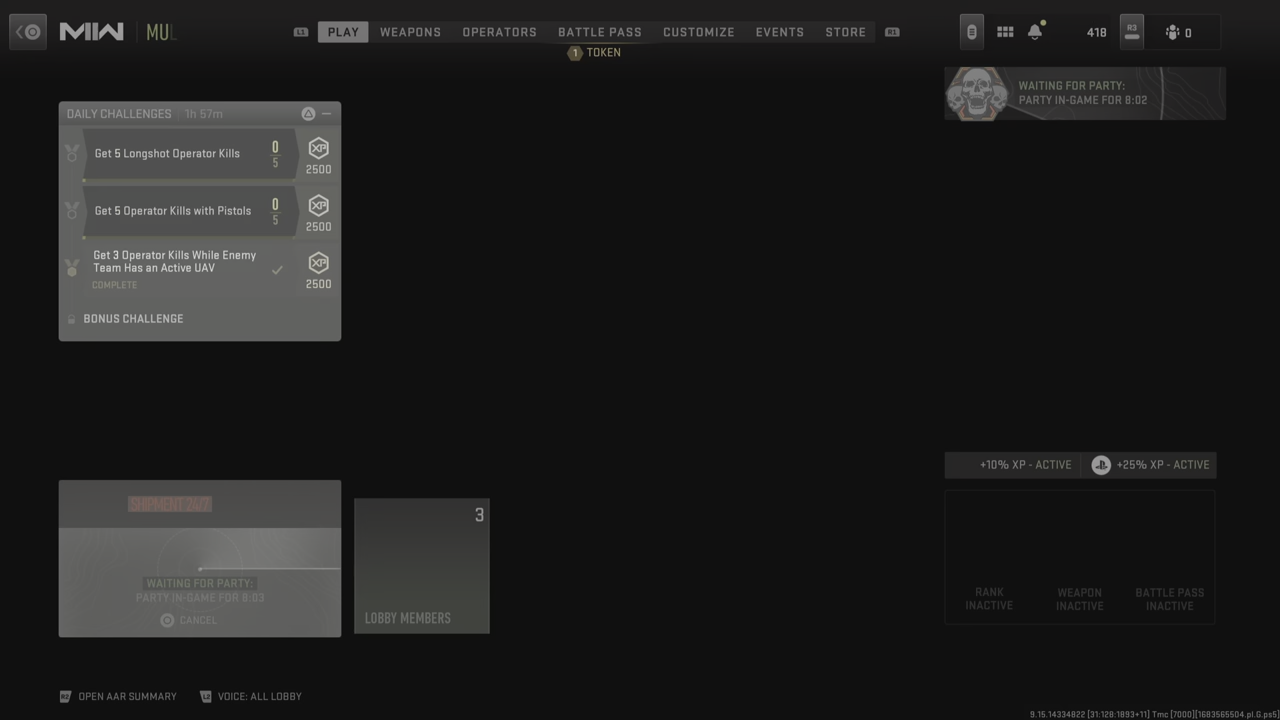 MW MUL
L1 PLAY WEAPONS OPERATORS BATTLE PASS CUSTOMIZE EVENTS STORE R1
1 TOKEN
418 R3 0
WAITING FOR PARTY:
PARTY IN-GAME FOR 8:02
DAILY CHALLENGES 1h 57m
Get 5 Longshot Operator Kills 0 5 XP 2500
Get 5 Operator Kills with Pistols 0 5 XP 2500
Get 3 Operator Kills While Enemy
Team Has an Active UAV
COMPLETE
XP 2500
BONUS CHALLENGE
+10% XP - ACTIVE +25% XP - ACTIVE
SHIPMENT 24/7
WAITING FOR PARTY:
PARTY IN-GAME FOR 8:03
CANCEL
3
LOBBY MEMBERS
RANK
INACTIVE
WEAPON
INACTIVE
BATTLE PASS
INACTIVE
R2 OPEN AAR SUMMARY L2 VOICE: ALL LOBBY
9.15.14334822 [31:128:1893+11] Tmc [7000][1683565504.pl.G.ps5]